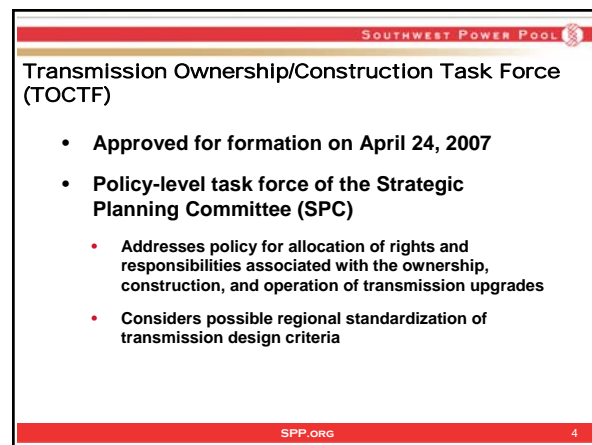 SOUTHWEST POWER POOL
Transmission Ownership/Construction Task Force
(TOCTF)
• Approved for formation on April 24, 2007
• Policy-level task force of the Strategic
Planning Committee (SPC)
• Addresses policy for allocation of rights and
responsibilities associated with the ownership,
construction, and operation of transmission upgrades
• Considers possible regional standardization of
transmission design criteria
SPP.ORG 4